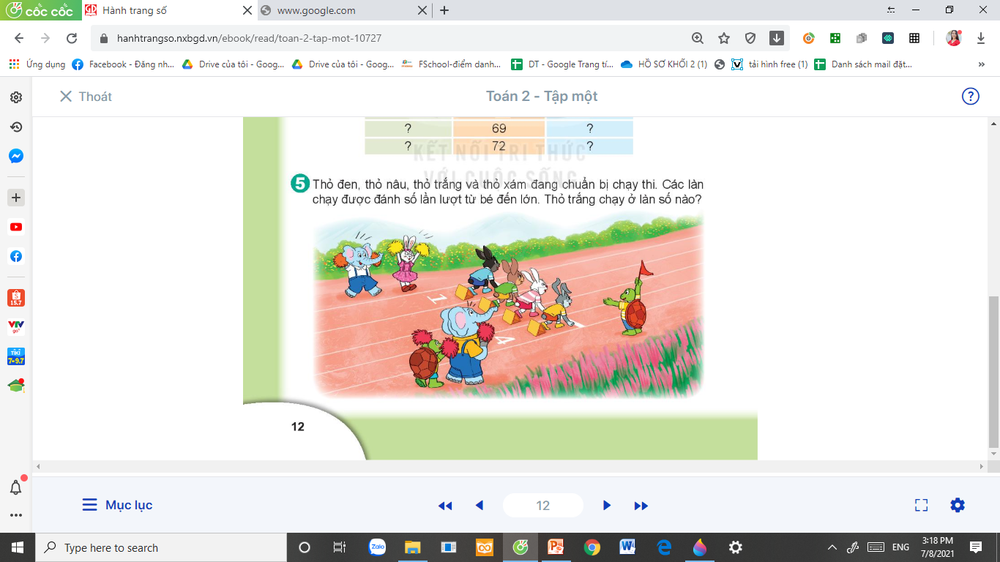 cốc cốc
Hành trang số
www.google.com
hanhtrangso.nxbgd.vn/ebook/read/toan-2-tap-mot-10727
Ứng dụng
Facebook - Đăng nh...
Drive của tôi - Goog...
Drive của tôi - Goog...
FSchool-điểm danh...
DT - Google Trang tí...
HỒ SƠ KHỐI 2 (1)
tải hình free (1)
Danh sách mail đặt...
»
Thoát
Toán 2 - Tập một
?
? 69 ?
? 72 ?
KẾT NỐI TRI THỨC
VỚI CUỘC SỐNG
5 Thỏ đen, thỏ nâu, thỏ trắng và thỏ xám đang chuẩn bị chạy thi. Các làn
chạy được đánh số lần lượt từ bé đến lớn. Thỏ trắng chạy ở làn số nào?
1
4
12
S
15.7
VTV
go
TIKI
7-9.7
Mục lục
12
Type here to search
Zalo
ENG
3:18 PM
7/8/2021